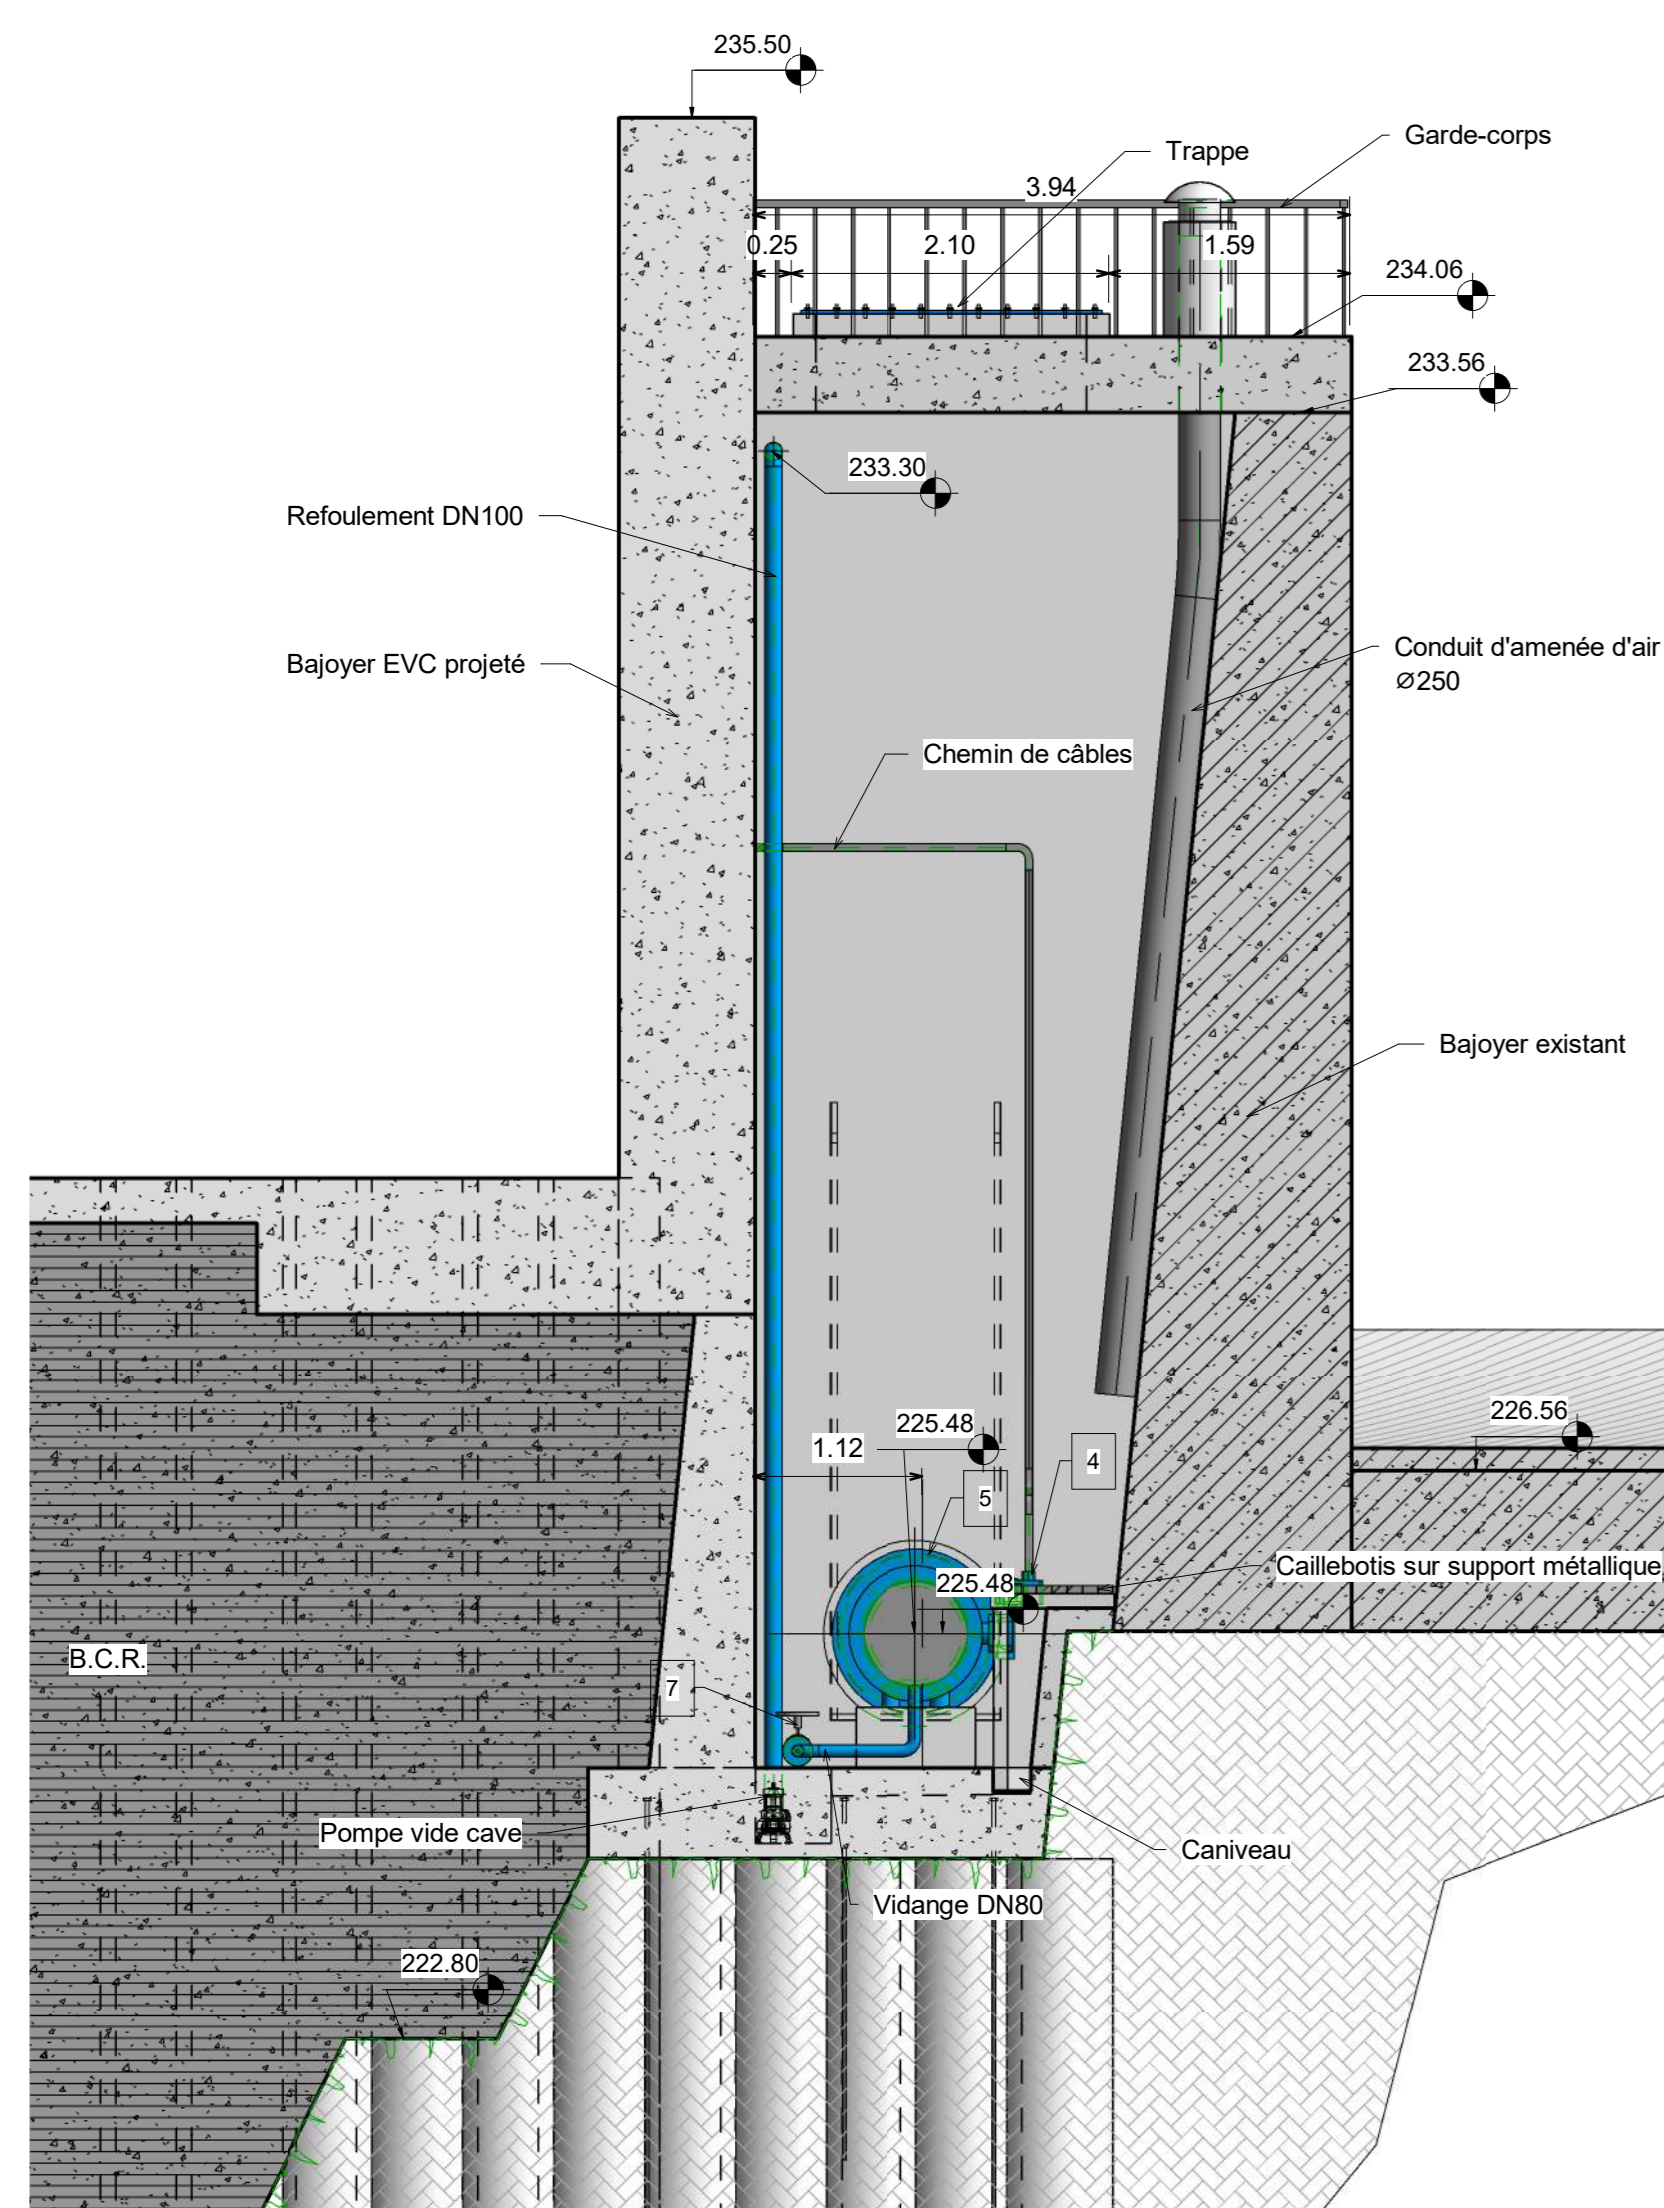 235.50
Garde-corps
Trappe
3.94
0.25
2.10
1.59
234.06
233.56
233.30
Refoulement DN100
Bajoyer EVC projeté
Conduit d'amenée d'air
Ø250
Chemin de câbles
Bajoyer existant
226.56
225.48
1.12
4
5
Caillebotis sur support métallique
225.48
B.C.R.
7
Pompe vide cave
Caniveau
Vidange DN80
222.80